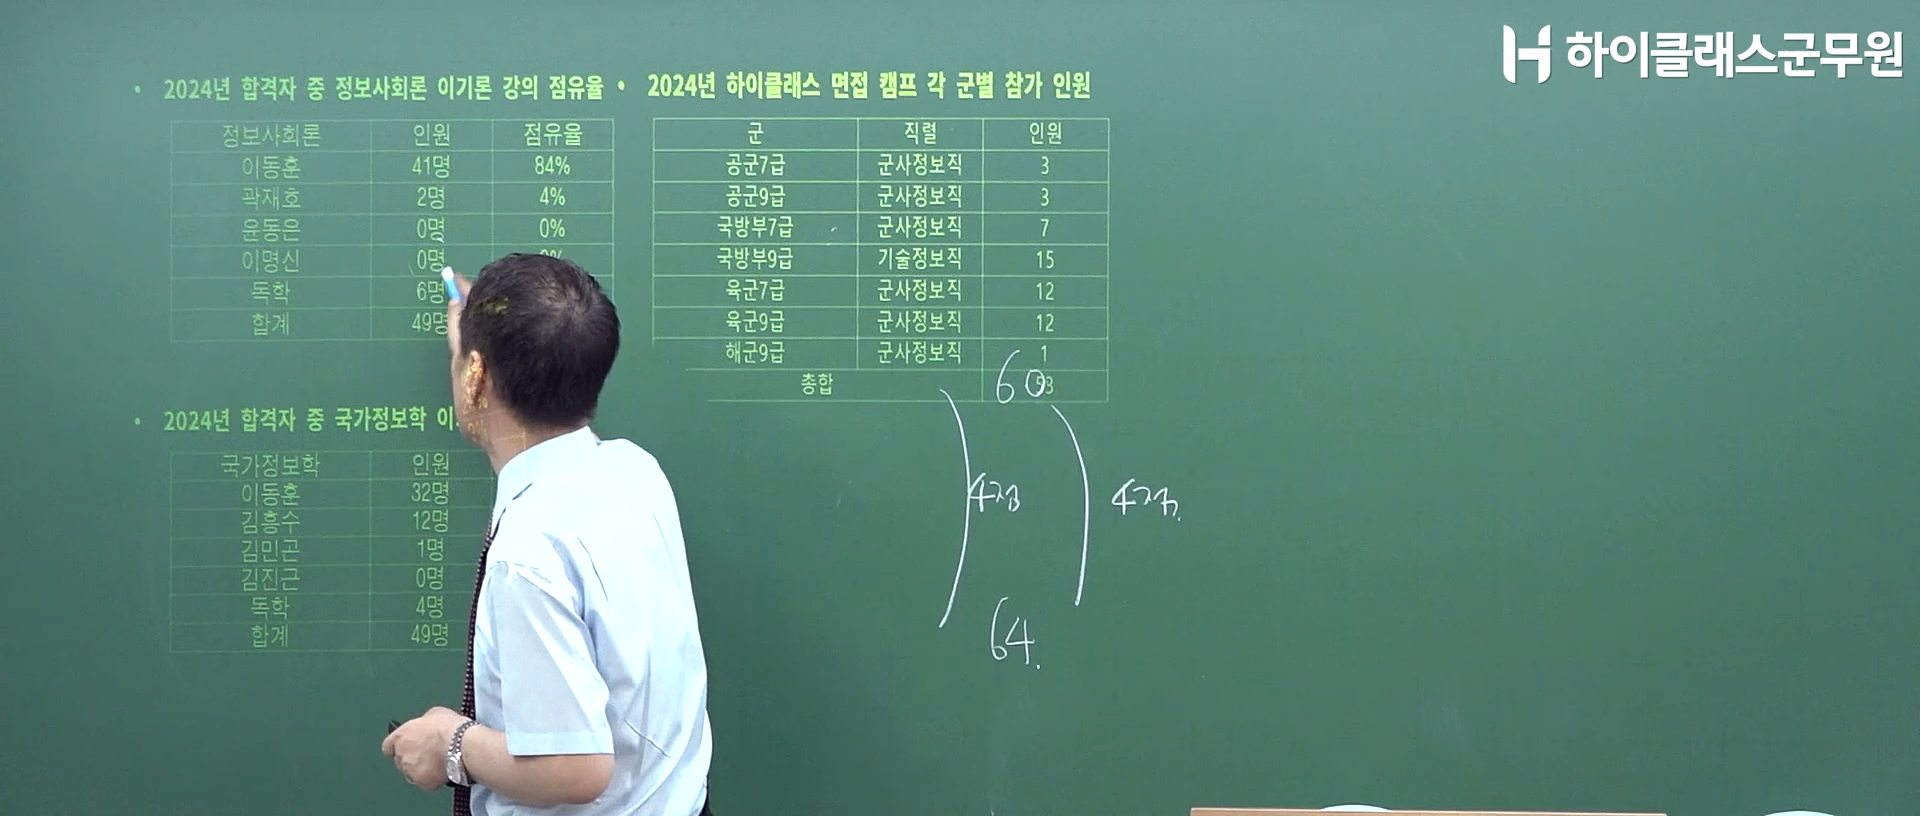 하이클래스군무원
• 2024년 합격자 중 정보사회론 이기론 강의 점유율
정보사회론 인원 점유율
이동훈 41명 84%
곽재호 2명 4%
윤동은 0명 0%
이명신 0명
독학 6명
합계 49명
• 2024년 하이클래스 면접 캠프 각 군별 참가 인원
군 직렬 인원
공군7급 군사정보직 3
공군9급 군사정보직 3
국방부7급 군사정보직 7
국방부9급 기술정보직 15
육군7급 군사정보직 12
육군9급 군사정보직 12
해군9급 군사정보직 1
총합 53
60
4점 4점
64.
• 2024년 합격자 중 국가정보학
국가정보학 인원
이동훈 32명
김흥수 12명
김민곤 1명
김진근 0명
독학 4명
합계 49명